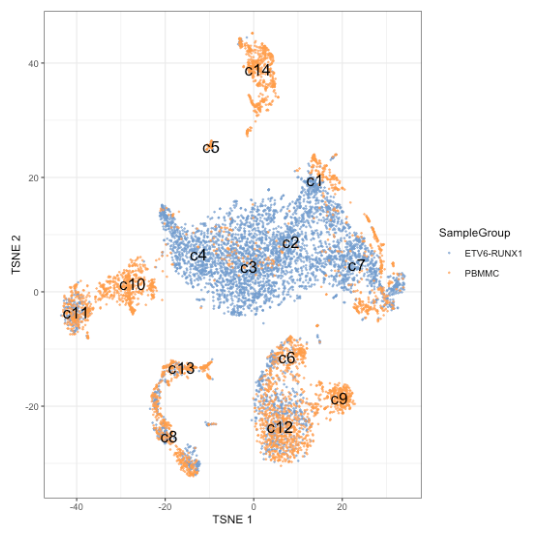 40
20
0
-20
-40
-20
0
20
TSNE 2
TSNE 1
c14
c5
c1
c2
c4
c3
c7
c10
c11
c6
c13
c9
c12
c8
SampleGroup
ETV6-RUNX1
PBMMC